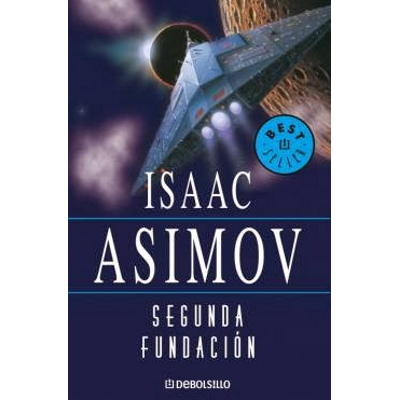 BEST
SELLER
ISAAC
ASIMOV
SEGUNDA
FUNDACIÓN
DEBOLSILLO